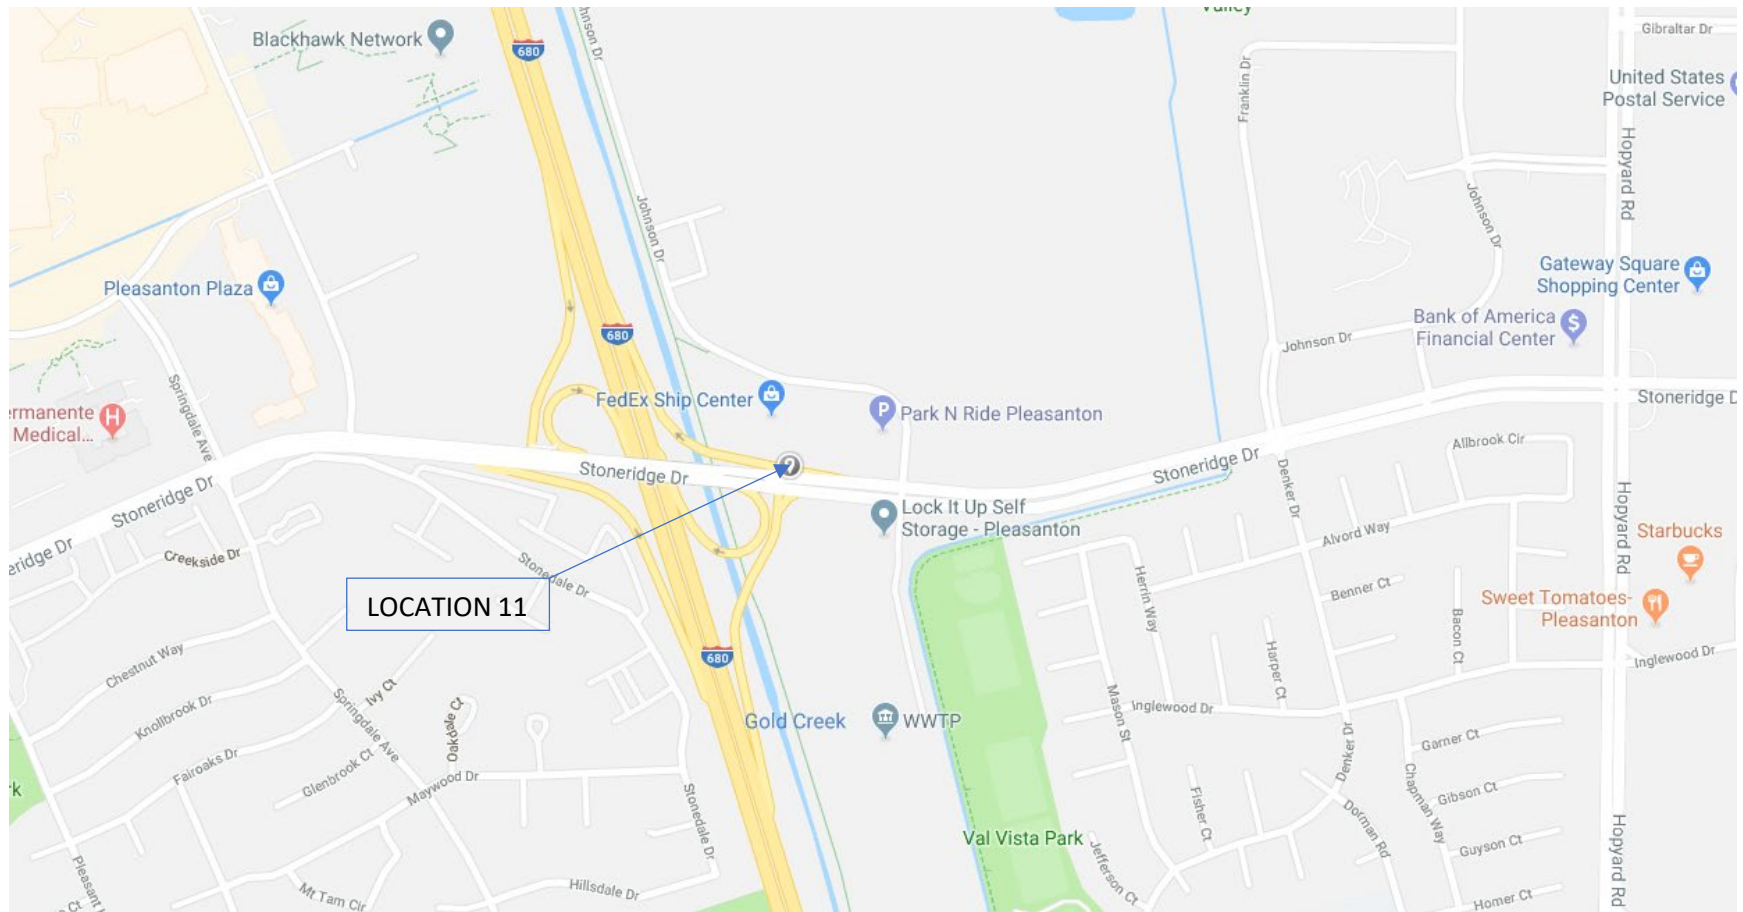 Valley
Gibraltar Dr
Blackhawk Network
680
Johnson Dr
United States
Postal Service
Franklin Dr
Hopyard Rd
Johnson Dr
Johnson Dr
Pleasanton Plaza
Gateway Square
Shopping Center
Bank of America
Financial Center
Johnson Dr
680
Springdale Ave
FedEx Ship Center
P
Park N Ride Pleasanton
Stoneridge D
ermanente
Medical...
H
Allbrook Cir
Stoneridge Dr
Stoneridge Dr
Stoneridge Dr
eridge Dr
Denker Dr
Hopyard Rd
Lock It Up Self
Storage - Pleasanton
Alvord Way
Starbucks
Creekside Dr
Stonedale Dr
LOCATION 11
Herrin Way
Benner Ct
Sweet Tomatoes-
Pleasanton
Bacon Ct
Harper Ct
Inglewood Dr
680
Chestnut Way
Ivy Ct
Knollbrook Dr
Springdale Ave
Oakdale Ct
Gold Creek
WWTP
Mason St
Inglewood Dr
Garner Ct
Denker Dr
Fairoaks Dr
Glenbrook Ct
Maywood Dr
Chapman Way
Gibson Ct
rk
Stonedale Dr
Fisher Ct
Dorman Rd
Val Vista Park
Jefferson Ct
Guyson Ct
Hopyard Rd
Pleasant
Mt Tam Cir
Hillsdale Dr
Homer Ct
Ct